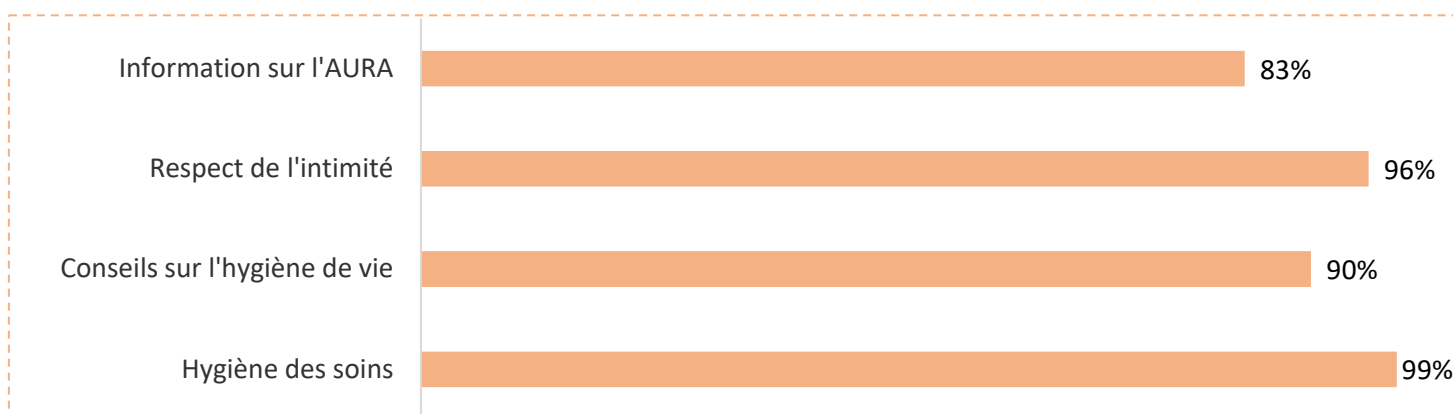 Information sur l'AURA 83%
Respect de l'intimité 96%
Conseils sur l'hygiène de vie 90%
Hygiène des soins 99%